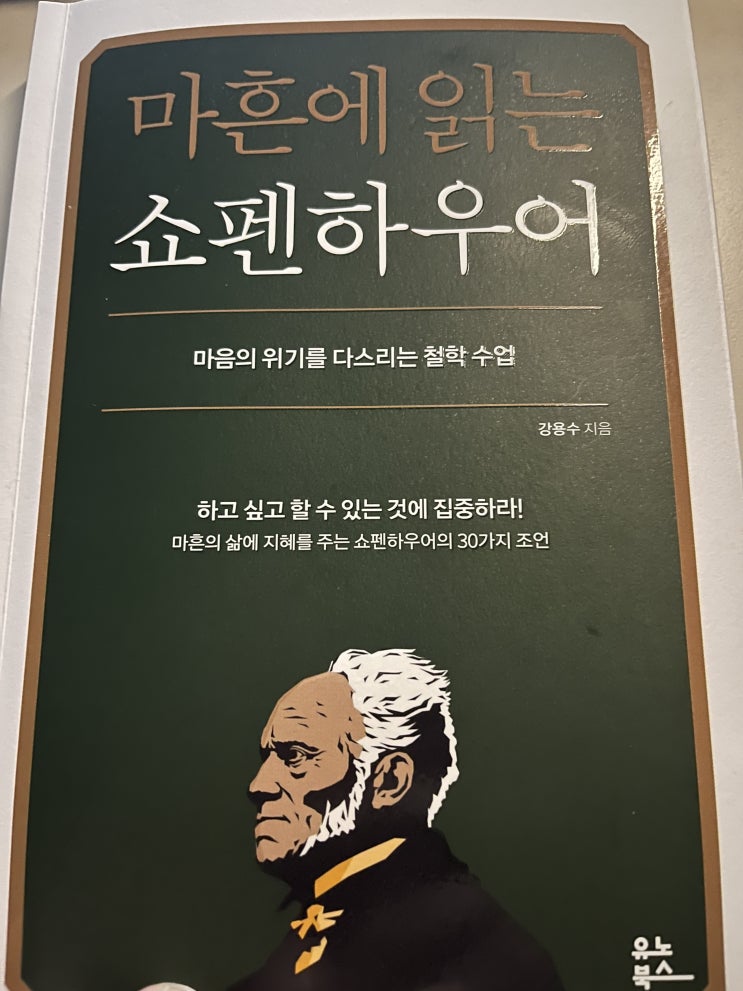 마흔에 읽는
쇼펜하우어
마음의 위기를 다스리는 철학 수업
강용수 지음
하고 싶고 할 수 있는 것에 집중하라!
마흔의 삶에 지혜를 주는 쇼펜하우어의 30가지 조언
유노
북스